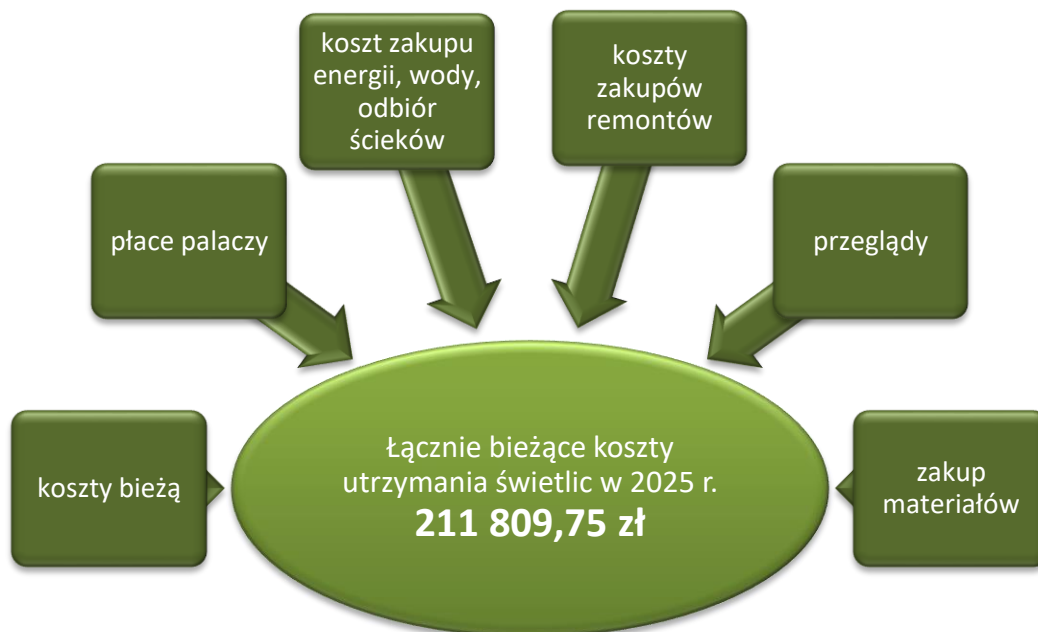 koszt zakupu
energii, wody,
odbiór
ścieków
koszty
zakupów
remontów
płace palaczy
przeglądy
koszty bieżą
Łącznie bieżące koszty
utrzymania świetlic w 2025 r.
211 809,75 zł
zakup
materiałów